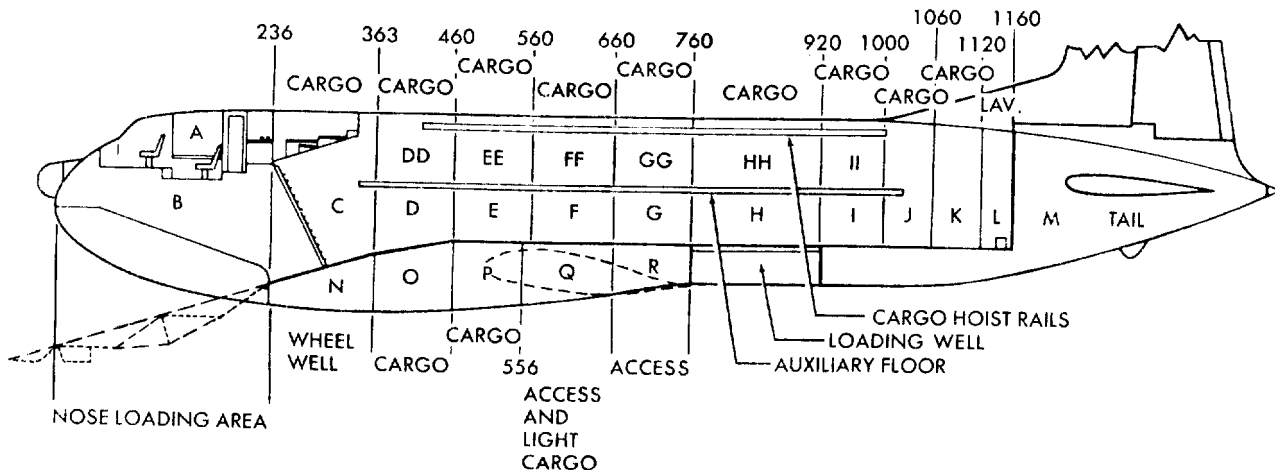 1060 1160
236 363 460 560 660 760 920 1000 1120
CARGO CARGO CARGO CARGO CARGO CARGO CARGO CARGO CARGO
LAV.
A
DD EE FF GG HH II
B C D E F G H I J K L M TAIL
N O P Q R
CARGO HOIST RAILS
LOADING WELL
AUXILIARY FLOOR
WHEEL
WELL
CARGO
CARGO
556
ACCESS
ACCESS
AND
LIGHT
CARGO
NOSE LOADING AREA